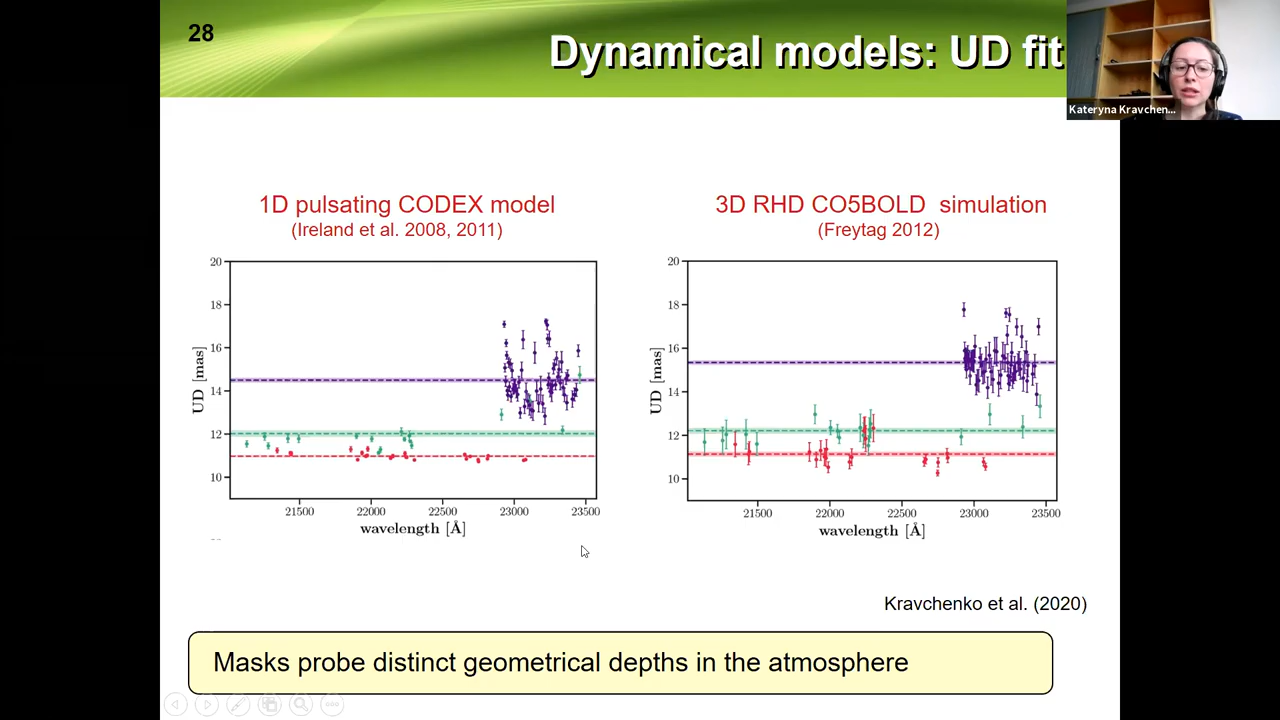 28
Dynamical models: UD fit
Kateryna Kravchen...
1D pulsating CODEX model
(Ireland et al. 2008, 2011)
20
18
16
14
12
10
UD [mas]
21500 22000 22500 23000 23500
wavelength [Å]
3D RHD CO5BOLD simulation
(Freytag 2012)
20
18
16
14
12
10
UD [mas]
21500 22000 22500 23000 23500
wavelength [Å]
Kravchenko et al. (2020)
Masks probe distinct geometrical depths in the atmosphere